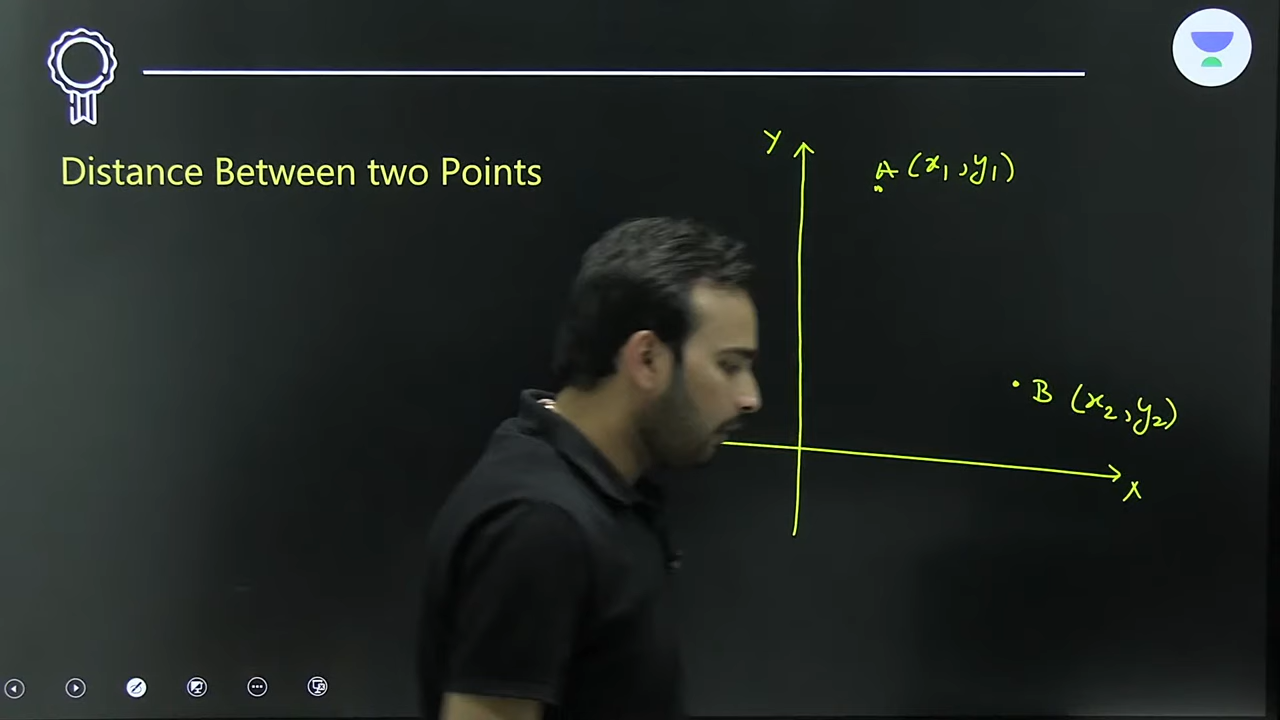 Distance Between two Points
Y
A (x₁, y₁)
B (x₂, y₂)
X